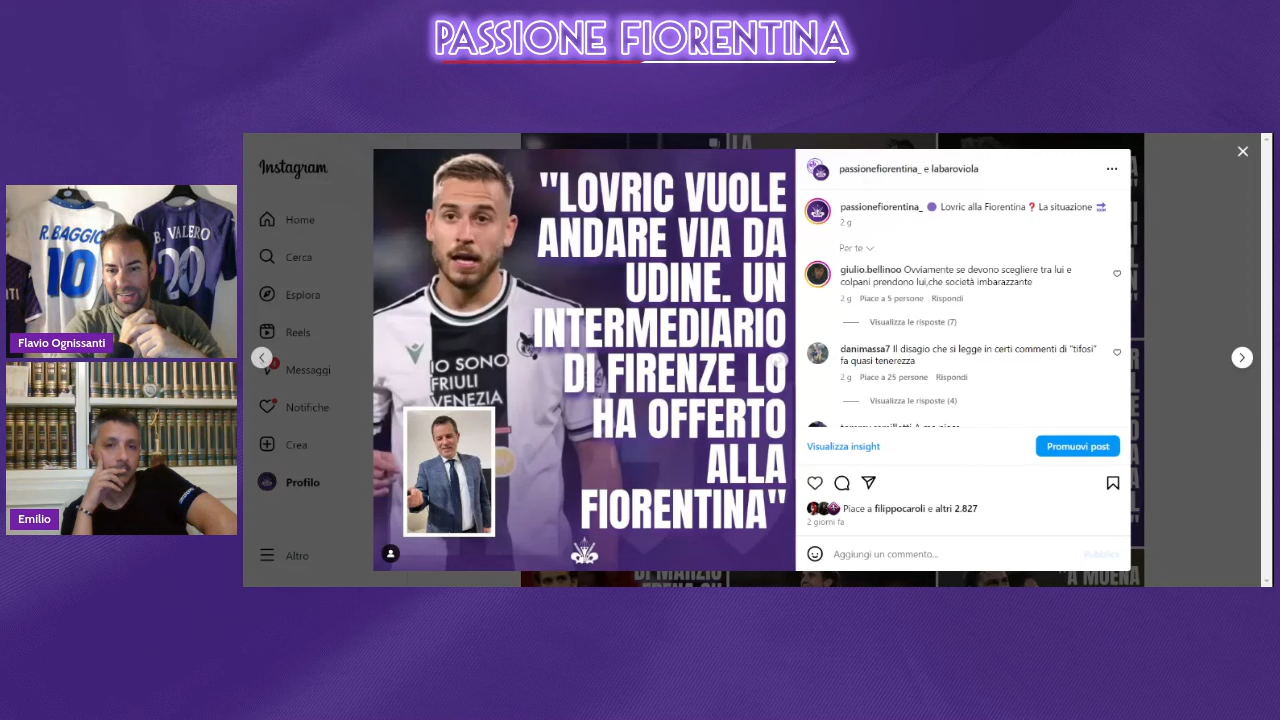 PASSIONE FIORENTINA
R. BAGGIO
10
B. VALERO
20
Flavio Ognissanti
Emilio
Instagram
Home
Cerca
Esplora
Reels
Messaggi
Notifiche
Crea
Profilo
Altro
"LOVRIC VUOLE
ANDARE VIA DA
UDINE. UN
INTERMEDIARIO
DI FIRENZE LO
HA OFFERTO
ALLA
FIORENTINA"
IO SONO
FRIULI
VENEZIA
passionefiorentina_ e labaroviola
passionefiorentina_ 🟣 Lovric alla Fiorentina❓ La situazione 🔜
2 g
Per te
giulio.bellinoo Ovviamente se devono scegliere tra lui e
colpani prendono lui,che società imbarazzante
2 g Piace a 5 persone Rispondi
Visualizza le risposte (7)
danimassa7 Il disagio che si legge in certi commenti di "tifosi"
fa quasi tenerezza
2 g Piace a 25 persone Rispondi
Visualizza le risposte (4)
Visualizza insight
Promuovi post
Piace a filippocaroli e altri 2.827
2 giorni fa
Aggiungi un commento...
Pubblica
DI MARZIO
"A MOENA